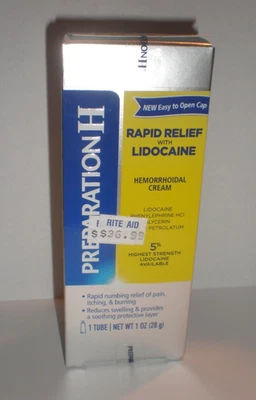 PREPARATION H
NEW Easy to Open Cap
RAPID RELIEF
WITH
LIDOCAINE
HEMORRHOIDAL
CREAM
LIDOCAINE
PHENYLEPHRINE HCl
GLYCERIN
PETROLATUM
RITE AID
5%
HIGHEST STRENGTH
LIDOCAINE
AVAILABLE
• Rapid numbing relief of pain,
itching, & burning
• Reduces swelling & provides
a soothing protective layer
1 TUBE | NET WT 1 OZ (28 g)